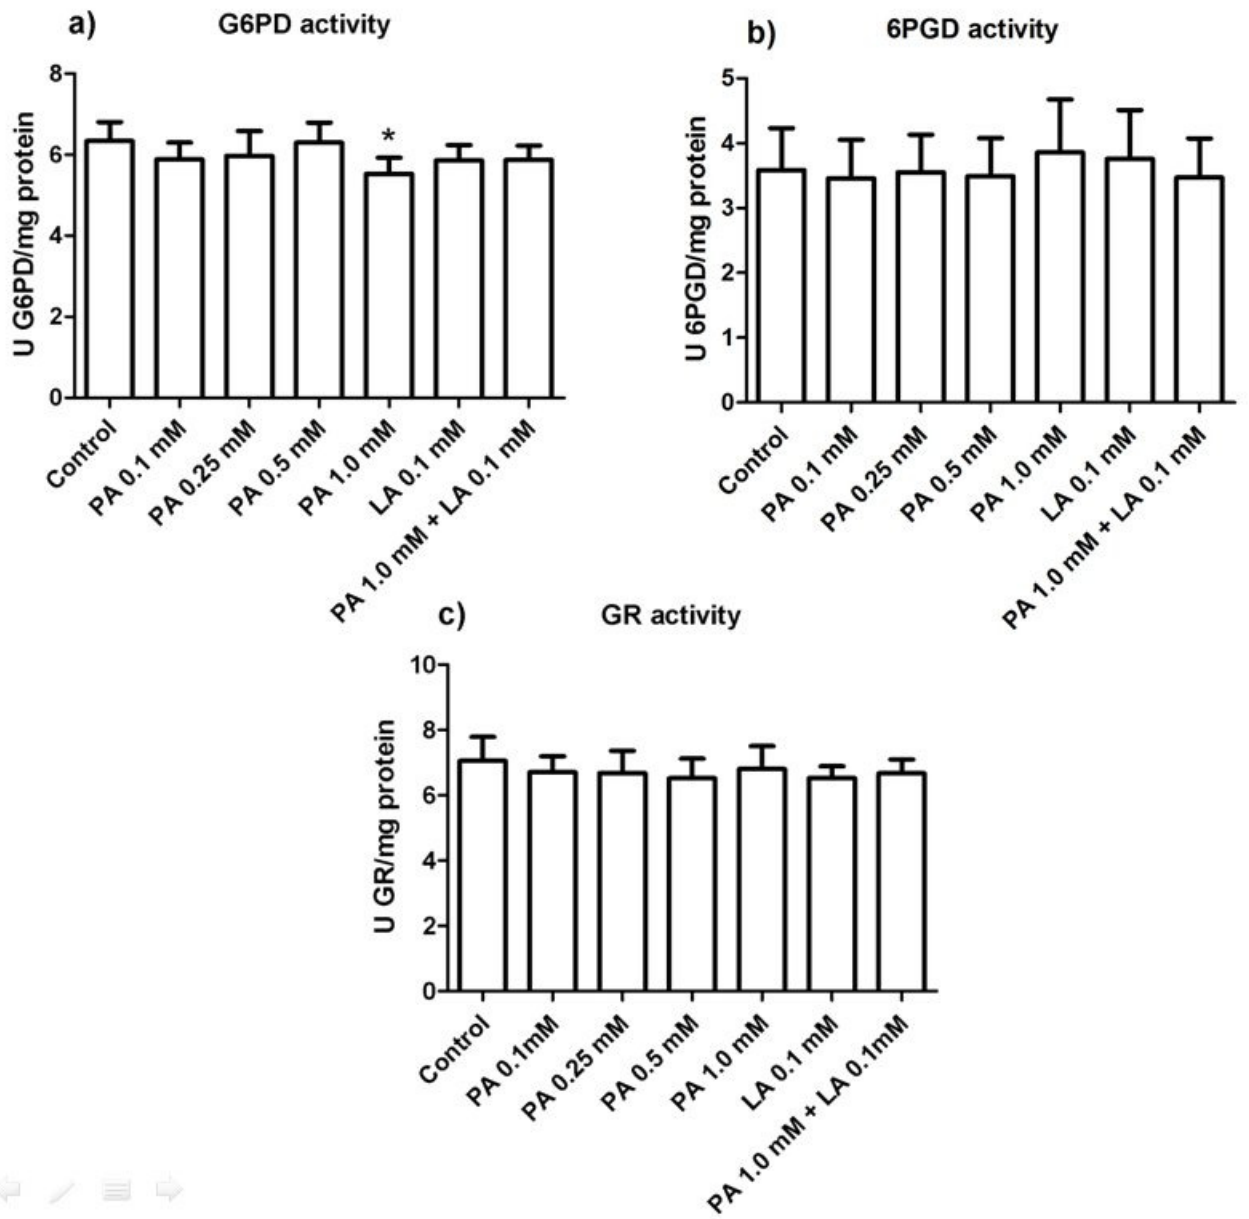 a)
G6PD activity
U G6PD/mg protein
8
6
4
2
0
*
Control
PA 0.1 mM
PA 0.25 mM
PA 0.5 mM
PA 1.0 mM
LA 0.1 mM
PA 1.0 mM + LA 0.1 mM
b)
6PGD activity
U 6PGD/mg protein
5
4
3
2
1
0
Control
PA 0.1 mM
PA 0.25 mM
PA 0.5 mM
PA 1.0 mM
LA 0.1 mM
PA 1.0 mM + LA 0.1 mM
c)
GR activity
U GR/mg protein
10
8
6
4
2
0
Control
PA 0.1mM
PA 0.25 mM
PA 0.5 mM
PA 1.0 mM
LA 0.1 mM
PA 1.0 mM + LA 0.1mM